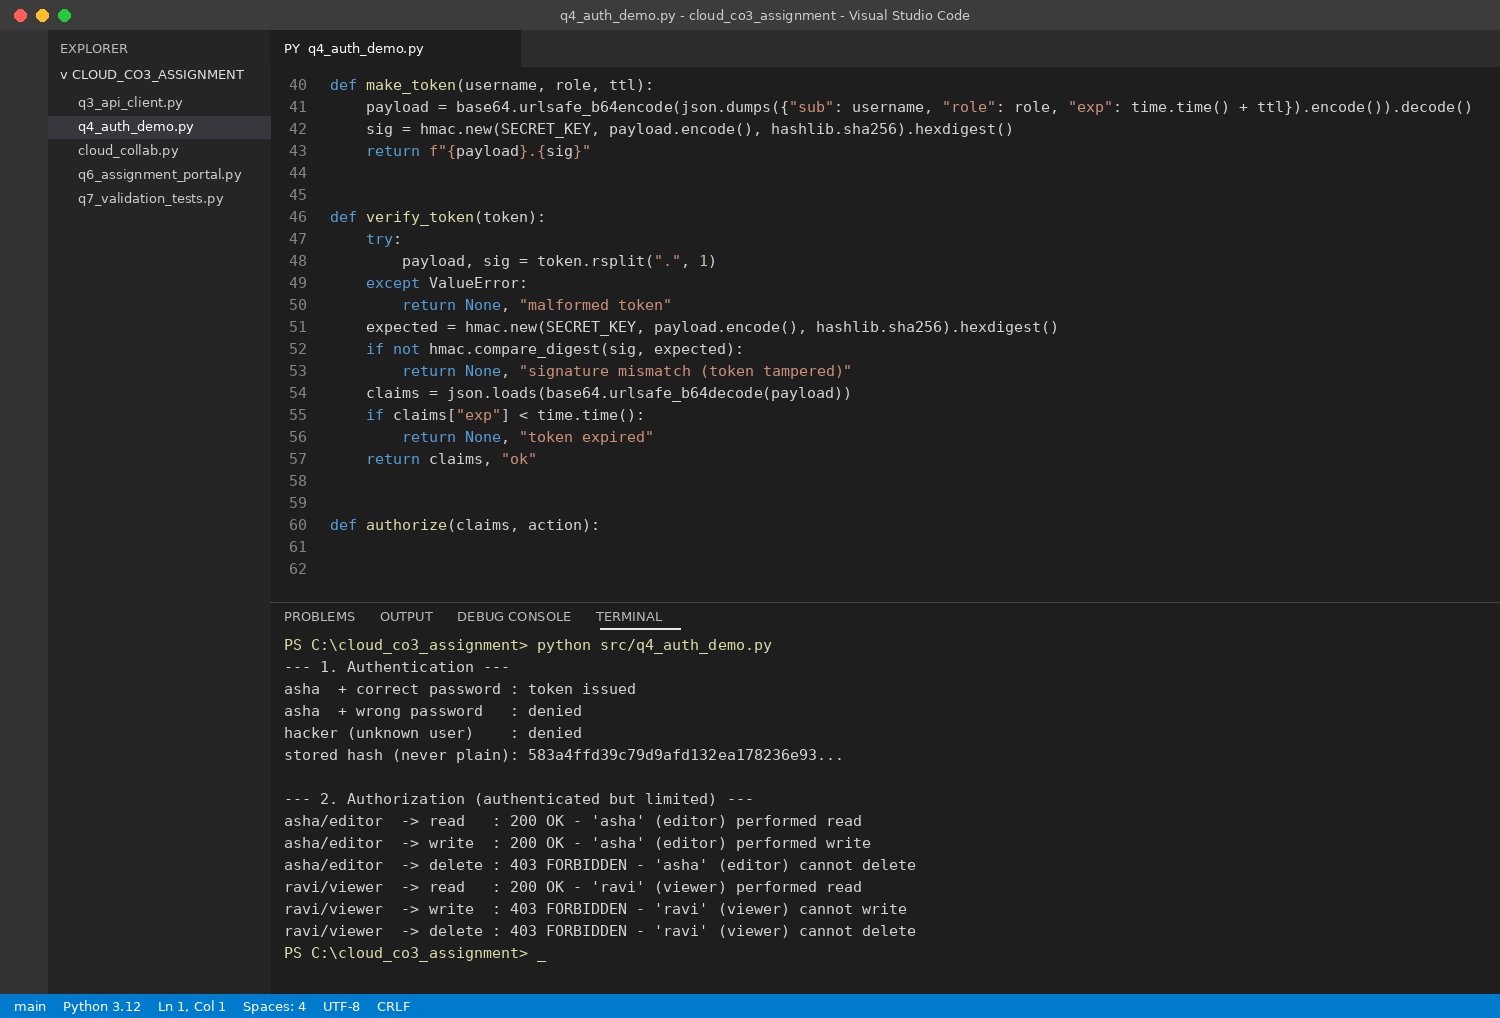 q4_auth_demo.py - cloud_co3_assignment - Visual Studio Code
EXPLORER
v CLOUD_CO3_ASSIGNMENT
q3_api_client.py
q4_auth_demo.py
cloud_collab.py
q6_assignment_portal.py
q7_validation_tests.py
PY q4_auth_demo.py
40 def make_token(username, role, ttl):
41     payload = base64.urlsafe_b64encode(json.dumps({"sub": username, "role": role, "exp": time.time() + ttl}).encode()).decode()
42     sig = hmac.new(SECRET_KEY, payload.encode(), hashlib.sha256).hexdigest()
43     return f"{payload}.{sig}"
44
45
46 def verify_token(token):
47     try:
48         payload, sig = token.rsplit(".", 1)
49     except ValueError:
50         return None, "malformed token"
51     expected = hmac.new(SECRET_KEY, payload.encode(), hashlib.sha256).hexdigest()
52     if not hmac.compare_digest(sig, expected):
53         return None, "signature mismatch (token tampered)"
54     claims = json.loads(base64.urlsafe_b64decode(payload))
55     if claims["exp"] < time.time():
56         return None, "token expired"
57     return claims, "ok"
58
59
60 def authorize(claims, action):
61
62
PROBLEMS OUTPUT DEBUG CONSOLE TERMINAL
PS C:\cloud_co3_assignment> python src/q4_auth_demo.py
--- 1. Authentication ---
asha  + correct password : token issued
asha  + wrong password   : denied
hacker (unknown user)    : denied
stored hash (never plain): 583a4ffd39c79d9afd132ea178236e93...

--- 2. Authorization (authenticated but limited) ---
asha/editor  -> read   : 200 OK - 'asha' (editor) performed read
asha/editor  -> write  : 200 OK - 'asha' (editor) performed write
asha/editor  -> delete : 403 FORBIDDEN - 'asha' (editor) cannot delete
ravi/viewer  -> read   : 200 OK - 'ravi' (viewer) performed read
ravi/viewer  -> write  : 403 FORBIDDEN - 'ravi' (viewer) cannot write
ravi/viewer  -> delete : 403 FORBIDDEN - 'ravi' (viewer) cannot delete
PS C:\cloud_co3_assignment> _
main Python 3.12 Ln 1, Col 1 Spaces: 4 UTF-8 CRLF